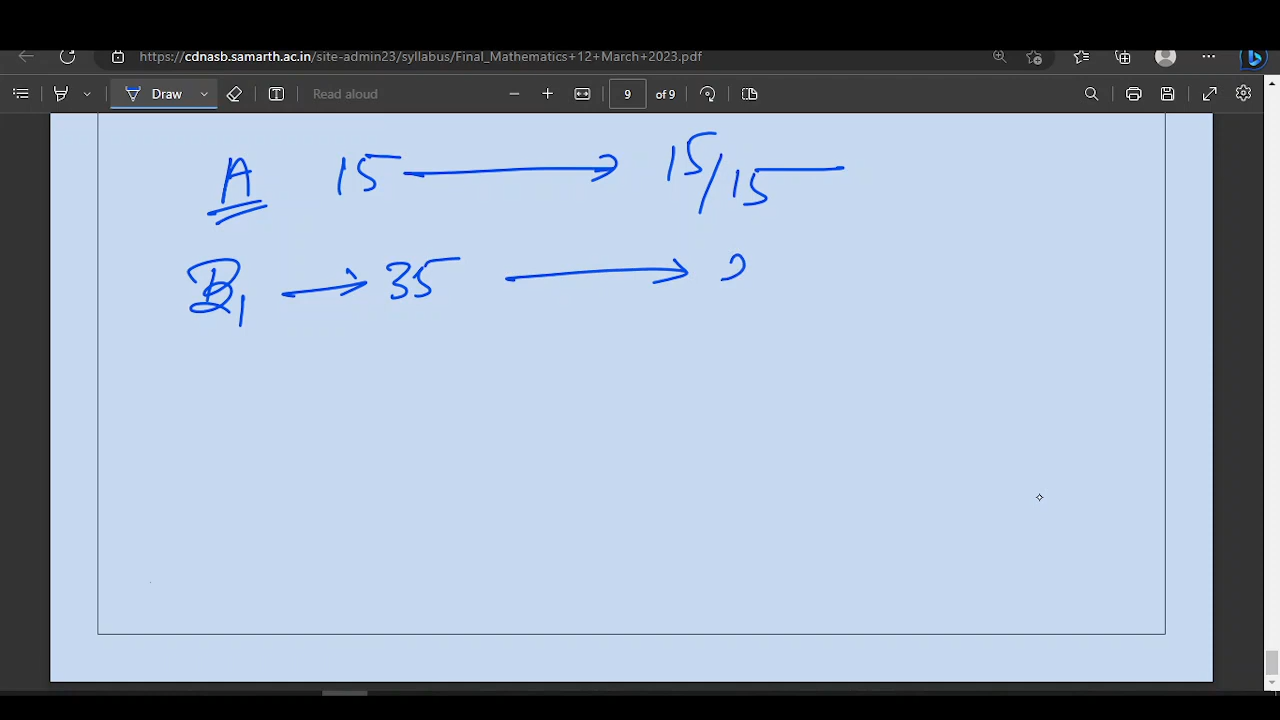 https://cdnasb.samarth.ac.in/site-admin23/syllabus/Final_Mathematics+12+March+2023.pdf
Draw Read aloud 9 of 9
A 15 → 15/15
B1 → 35 →